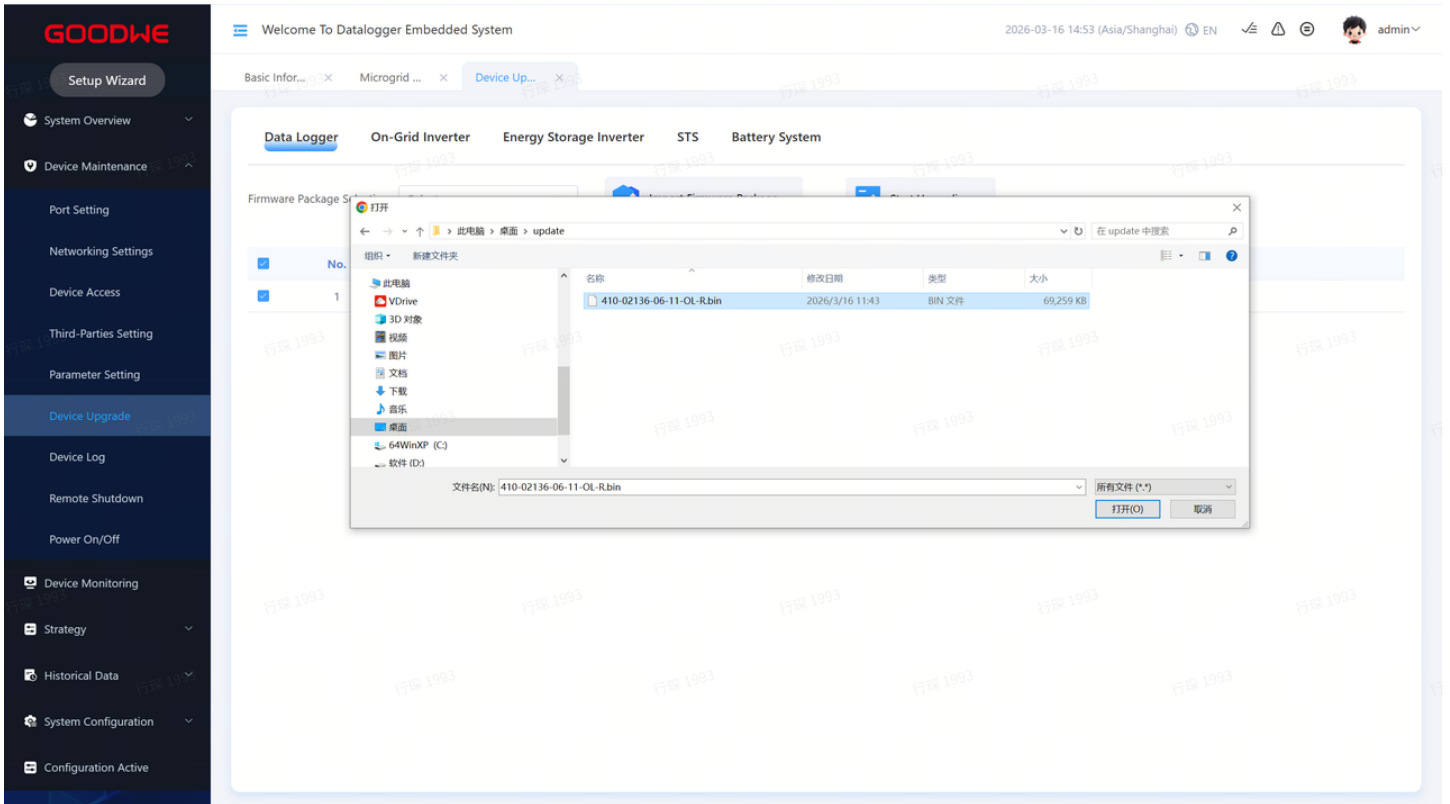 GOODWE
Welcome To Datalogger Embedded System
2026-03-16 14:53 (Asia/Shanghai) EN
admin
Setup Wizard
Basic Infor...
Microgrid ...
Device Up...
System Overview
Device Maintenance
Port Setting
Networking Settings
Device Access
Third-Parties Setting
Parameter Setting
Device Upgrade
Device Log
Remote Shutdown
Power On/Off
Device Monitoring
Strategy
Historical Data
System Configuration
Configuration Active
Data Logger On-Grid Inverter Energy Storage Inverter STS Battery System
Firmware Package
No.
1
打开
此电脑 › 桌面 › update
在 update 中搜索
组织 新建文件夹
名称 修改日期 类型 大小
410-02136-06-11-OL-R.bin 2026/3/16 11:43 BIN 文件 69,259 KB
此电脑
VDrive
3D 对象
视频
图片
文档
下载
音乐
桌面
64WinXP (C:)
软件 (D:)
文件名(N): 410-02136-06-11-OL-R.bin
所有文件 (*.*)
打开(O) 取消
行琛 1993